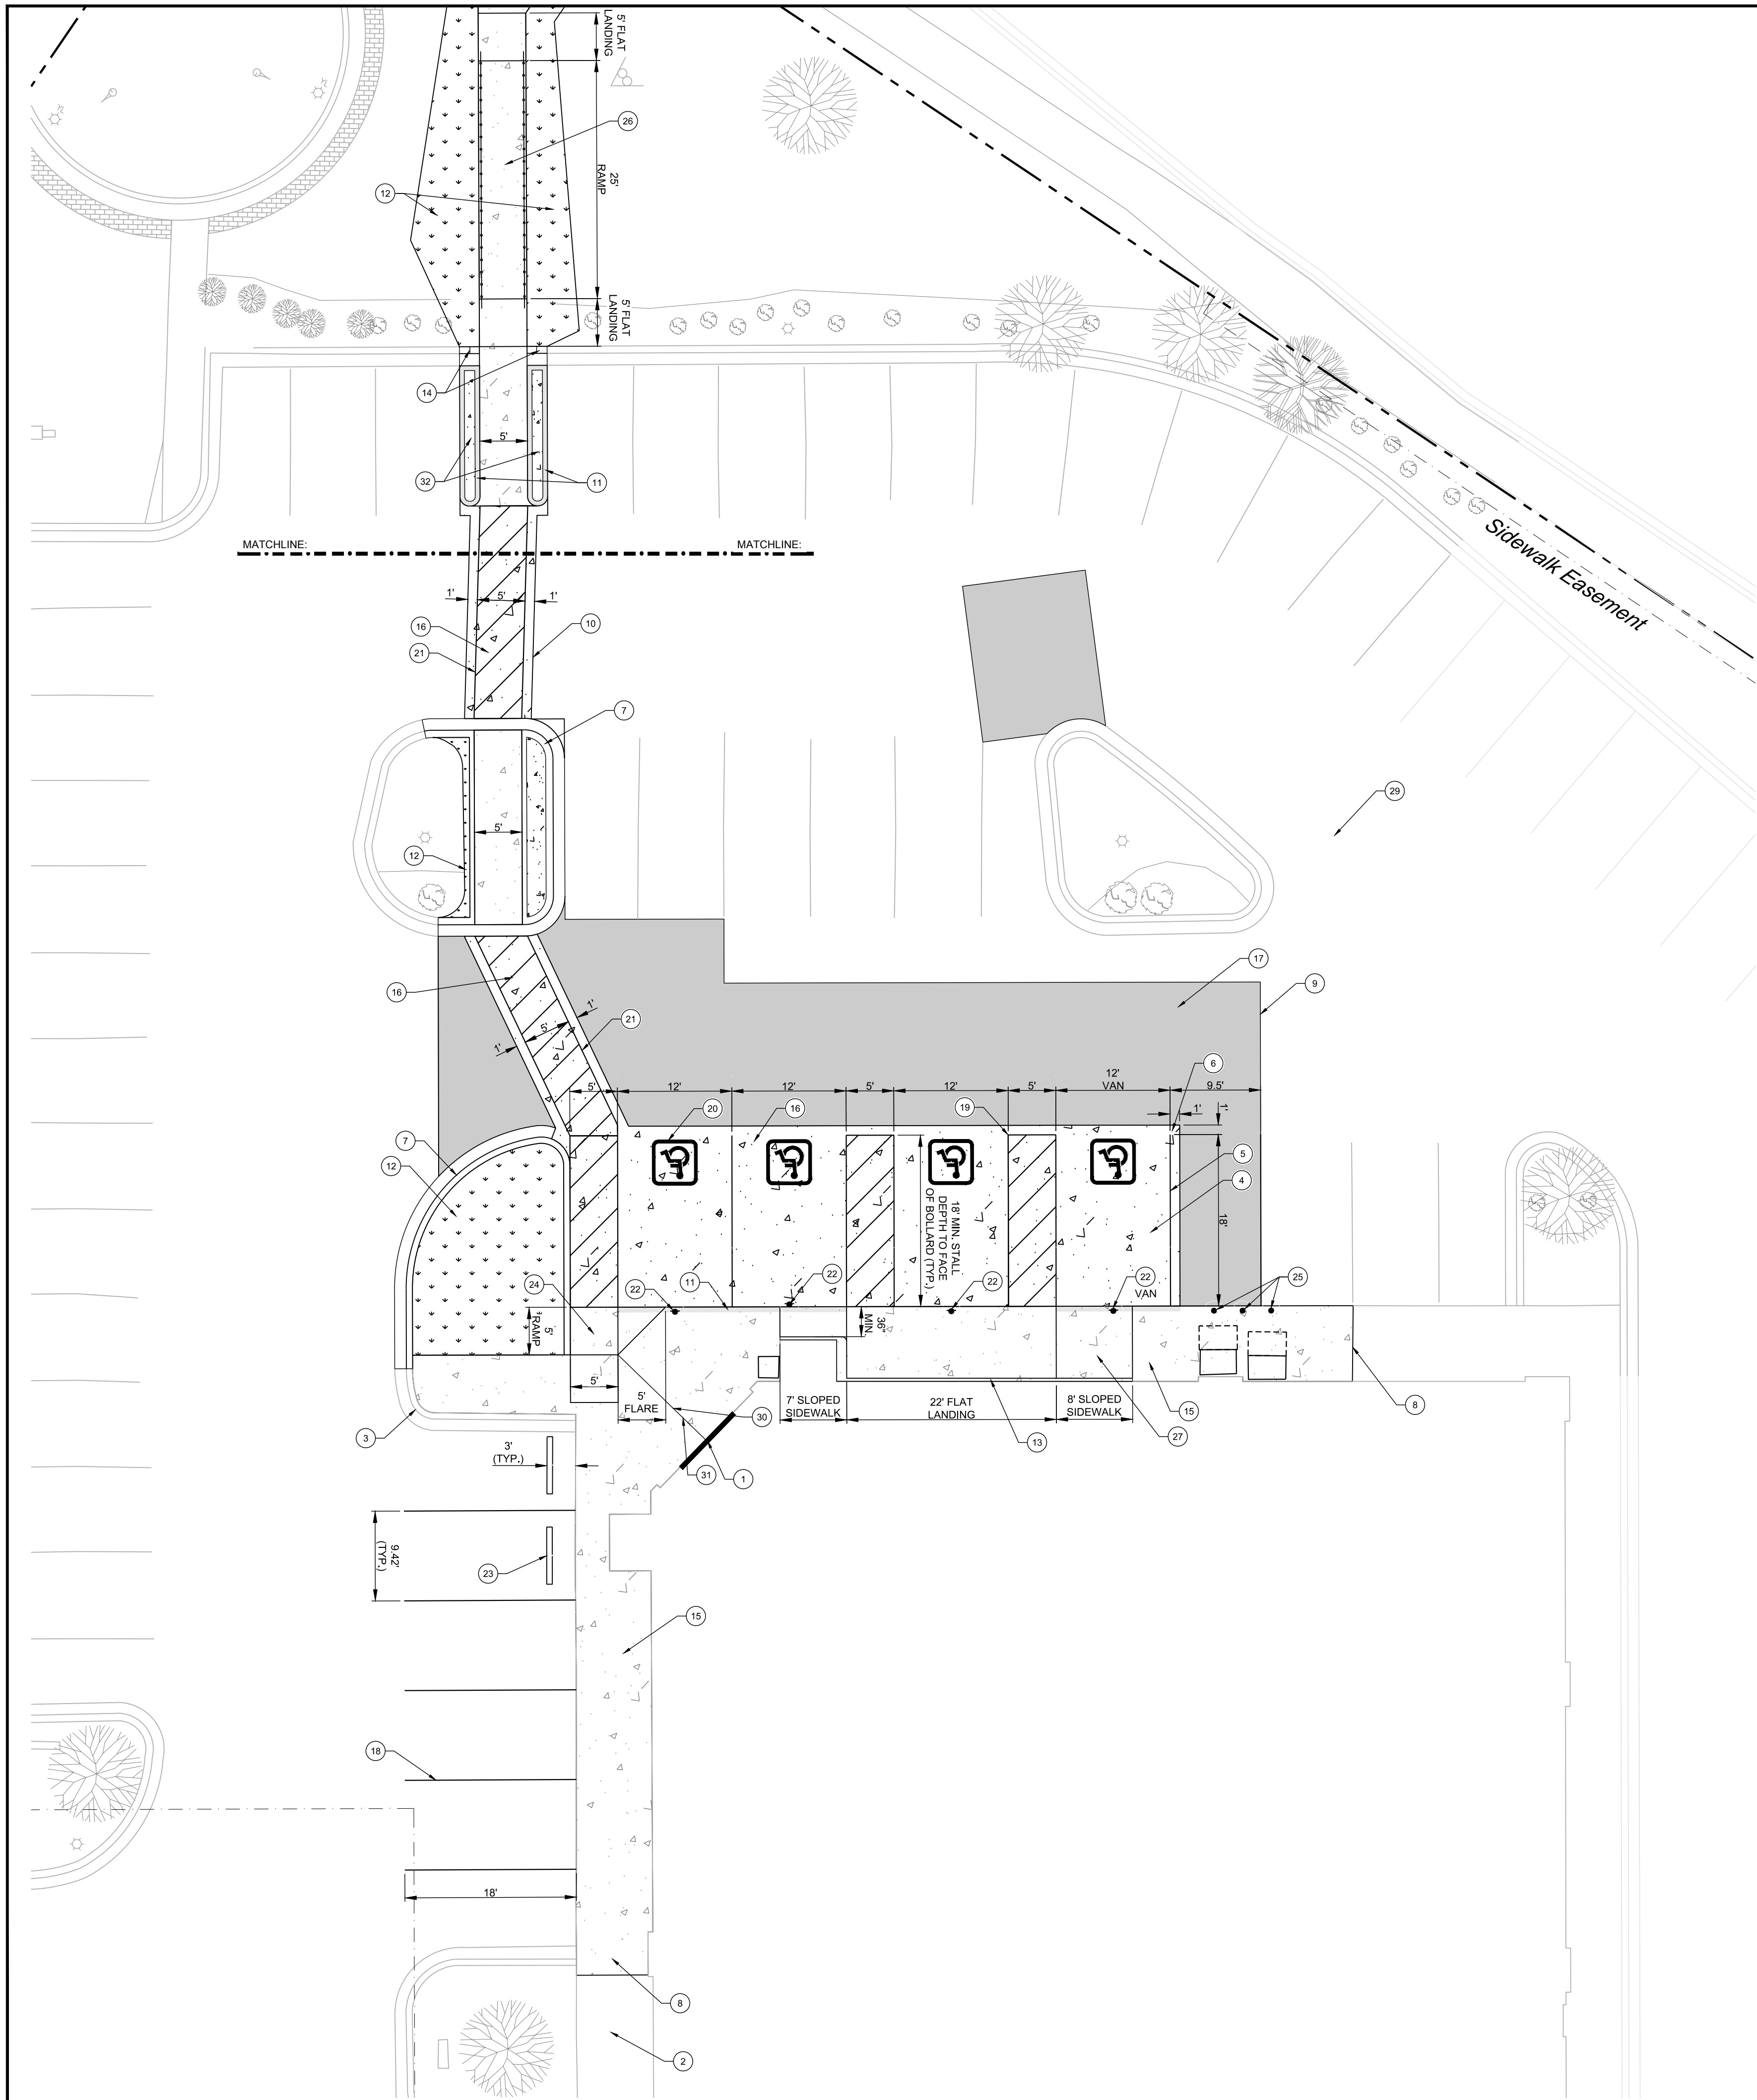 5' FLAT
LANDING
26
25'
RAMP
12
5' FLAT
LANDING
14
5'
32
11
MATCHLINE:
MATCHLINE:
Sidewalk Easement
1'
5'
1'
16
10
21
7
29
5'
12
17
9
16
1'
5'
21
1'
6
12'
VAN
5'
12'
12'
5'
12'
5'
9.5'
1'
1'
20
16
19
7
12
5
4
18' MIN. STALL
DEPTH TO FACE
OF BOLLARD (TYP.)
18'
24
22
11
22
22
22
VAN
25
5'
RAMP
36"
MIN
5'
5'
FLARE
7' SLOPED
SIDEWALK
22' FLAT
LANDING
8' SLOPED
SIDEWALK
15
8
3
30
13
27
3'
(TYP.)
31
1
9.42'
(TYP.)
23
15
18
18'
8
2